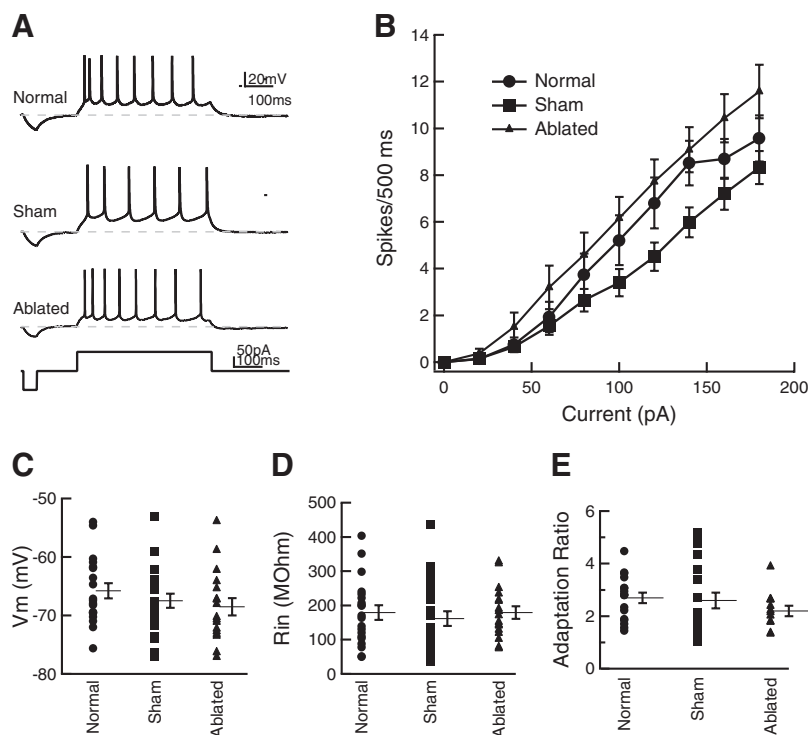 A
Normal
20mV
100ms
Sham
Ablated
50pA
100ms
B
14
12
10
8
6
4
2
0
Spikes/500 ms
Normal
Sham
Ablated
0
50
100
150
200
Current (pA)
C
-50
-60
-70
-80
Vm (mV)
Normal
Sham
Ablated
D
500
400
300
200
100
0
Rin (MOhm)
Normal
Sham
Ablated
E
6
4
2
0
Adaptation Ratio
Normal
Sham
Ablated